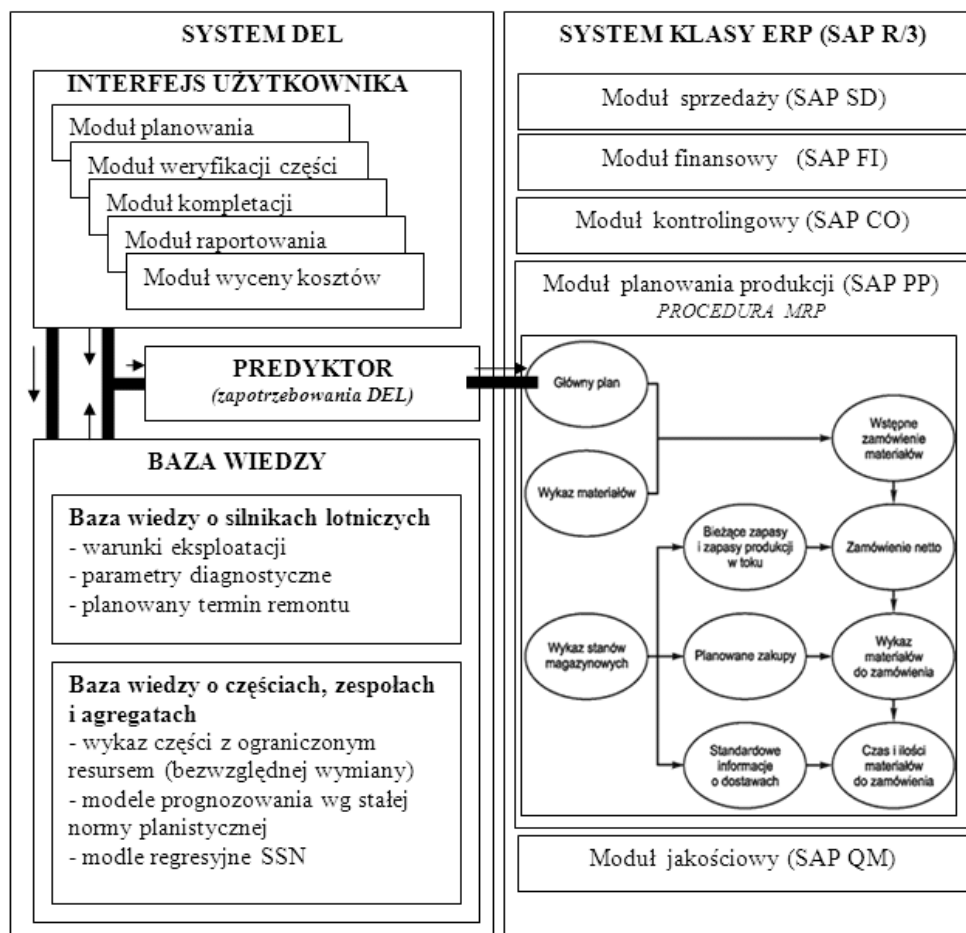 SYSTEM DEL
INTERFEJS UŻYTKOWNIKA
Moduł planowania
Moduł weryfikacji części
Moduł kompletacji
Moduł raportowania
Moduł wyceny kosztów
PREDYKTOR
(zapotrzebowania DEL)
BAZA WIEDZY
Baza wiedzy o silnikach lotniczych
- warunki eksploatacji
- parametry diagnostyczne
- planowany termin remontu
Baza wiedzy o częściach, zespołach
i agregatach
- wykaz części z ograniczonym
resursem (bezwzględnej wymiany)
- modele prognozowania wg stałej
normy planistycznej
- modle regresyjne SSN
SYSTEM KLASY ERP (SAP R/3)
Moduł sprzedaży (SAP SD)
Moduł finansowy (SAP FI)
Moduł kontrolingowy (SAP CO)
Moduł planowania produkcji (SAP PP)
PROCEDURA MRP
Główny plan
Wykaz materiałów
Wstępne
zamówienie
materiałów
Bieżące zapasy
i zapasy produkcji
w toku
Zamówienie netto
Wykaz stanów
magazynowych
Planowane zakupy
Wykaz
materiałów
do zamówienia
Standardowe
informacje
o dostawach
Czas i ilości
materiałów
do zamówienia
Moduł jakościowy (SAP QM)